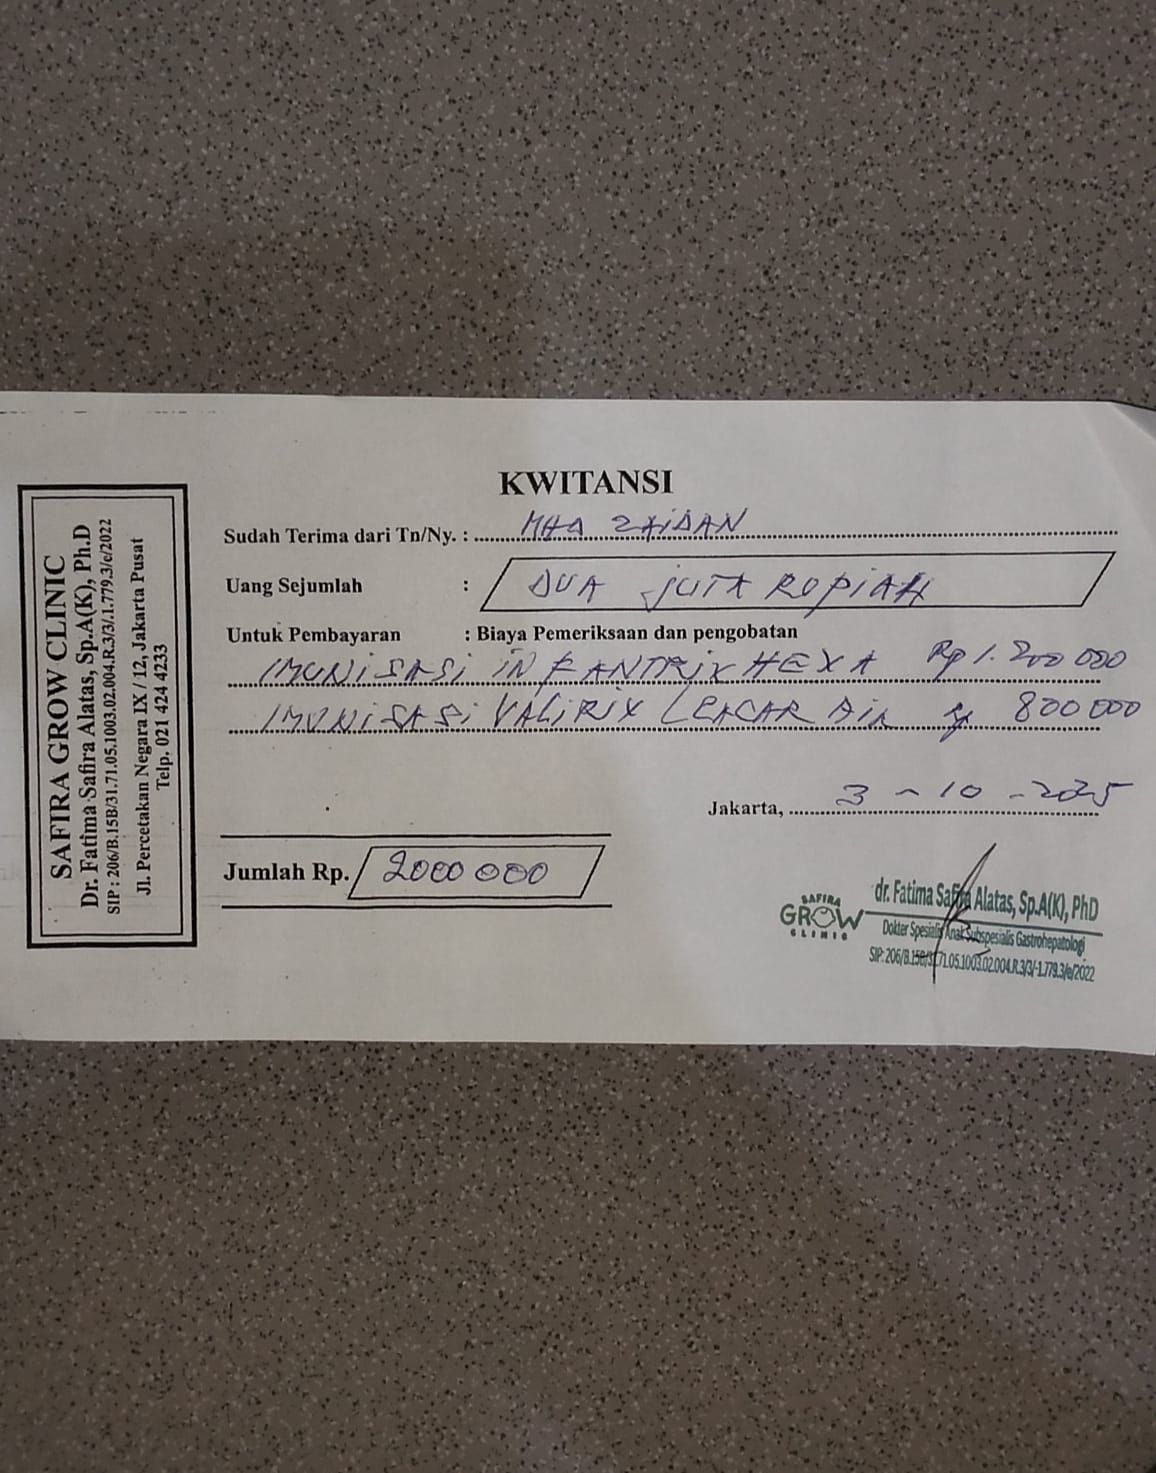 SAFIRA GROW CLINIC
Dr. Fatima Safira Alatas, Sp.A(K), Ph.D
SIP : 206/B.15B/31.71.05.1003.02.004.R.3/3/.1.779.3/e/2022
Jl. Percetakan Negara IX / 12, Jakarta Pusat
Telp. 021 424 4233
KWITANSI
Sudah Terima dari Tn/Ny. : MHD ZAIDAN
Uang Sejumlah : DUA JUTA RUPIAH
Untuk Pembayaran : Biaya Pemeriksaan dan pengobatan
IMUNISASI INFANTRIX HEXA Rp 1.200 000
IMUNISASI VALIRIX (CACAR AIR Rp 800 000
Jakarta, 3 - 10 - 2025
Jumlah Rp. 2000 000
SAFIRA
GROW
CLINIC
dr. Fatima Safira Alatas, Sp.A(K), PhD
Dokter Spesialis Anak Subspesialis Gastrohepatologi
SIP: 206/B.15B/31.71.05.1003.02.004.R.3/3/-1.779.3/e/2022